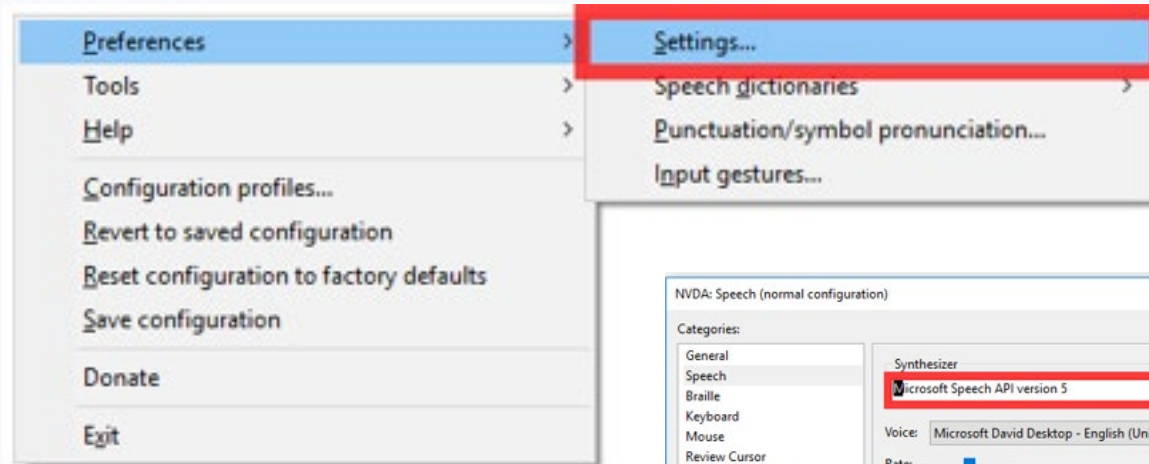 Preferences
Tools
Help
Configuration profiles...
Revert to saved configuration
Reset configuration to factory defaults
Save configuration
Donate
Exit
Settings...
Speech dictionaries
Punctuation/symbol pronunciation...
Input gestures...
NVDA: Speech (normal configuration)
Categories:
General
Speech
Braille
Keyboard
Mouse
Review Cursor
Synthesizer
Microsoft Speech API version 5
Voice: Microsoft David Desktop - English (Un
Rate: